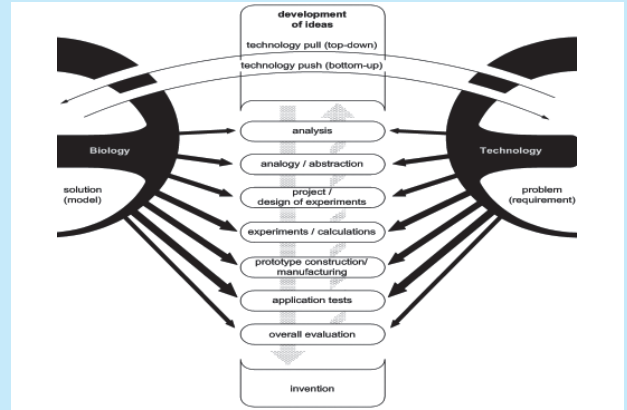 development
of ideas
technology pull (top-down)
technology push (bottom-up)
analysis
Biology
Technology
analogy / abstraction
solution
(model)
project /
design of experiments
problem
(requirement)
experiments / calculations
prototype construction/
manufacturing
application tests
overall evaluation
invention